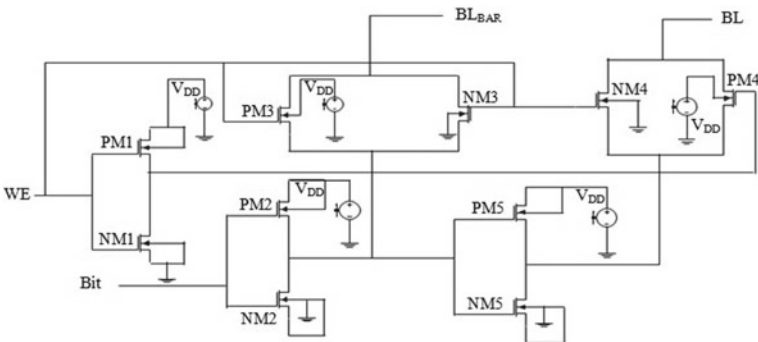 BL_BAR
BL
V_DD
V_DD
NM3
NM4
PM4
PM3
V_DD
PM1
WE
V_DD
V_DD
PM2
PM5
NM1
Bit
NM2
NM5